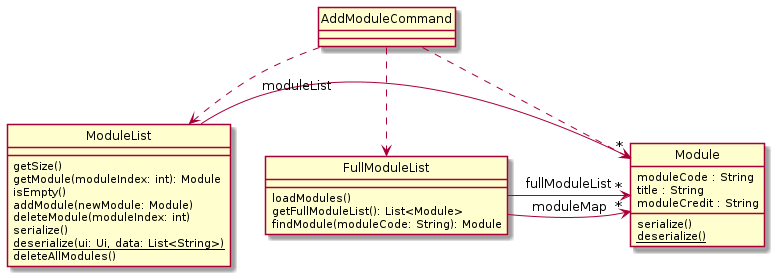 AddModuleCommand
moduleList
ModuleList
getSize()
getModule(moduleIndex: int): Module
isEmpty()
addModule(newModule: Module)
deleteModule(moduleIndex: int)
serialize()
deserialize(ui: Ui, data: List<String>)
deleteAllModules()
FullModuleList
loadModules()
getFullModuleList(): List<Module>
findModule(moduleCode: String): Module
fullModuleList
moduleMap
*
*
*
Module
moduleCode : String
title : String
moduleCredit : String
serialize()
deserialize()